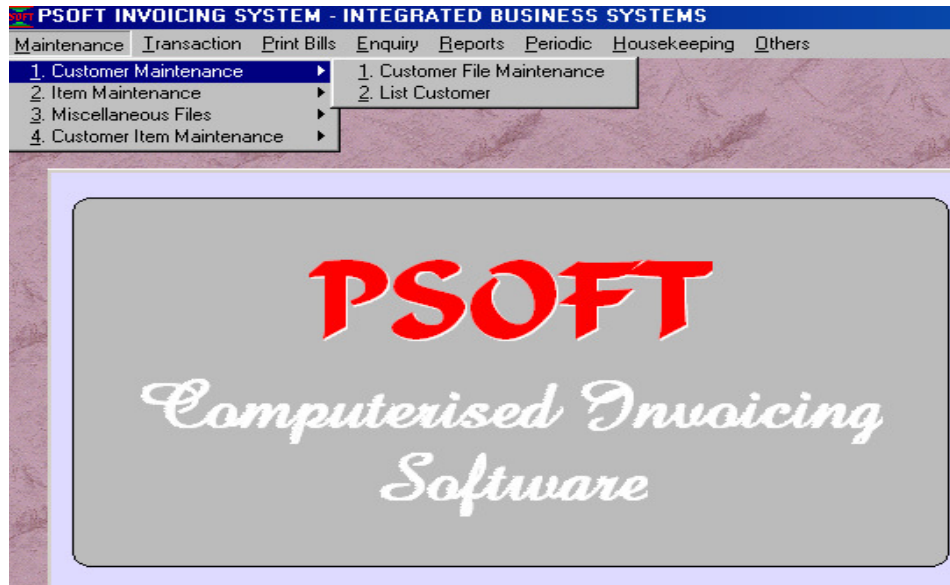 PSOFT INVOICING SYSTEM - INTEGRATED BUSINESS SYSTEMS
Maintenance Transaction Print Bills Enquiry Reports Periodic Housekeeping Others
1. Customer Maintenance
2. Item Maintenance
3. Miscellaneous Files
4. Customer Item Maintenance
1. Customer File Maintenance
2. List Customer
PSOFT
Computerised Invoicing
Software